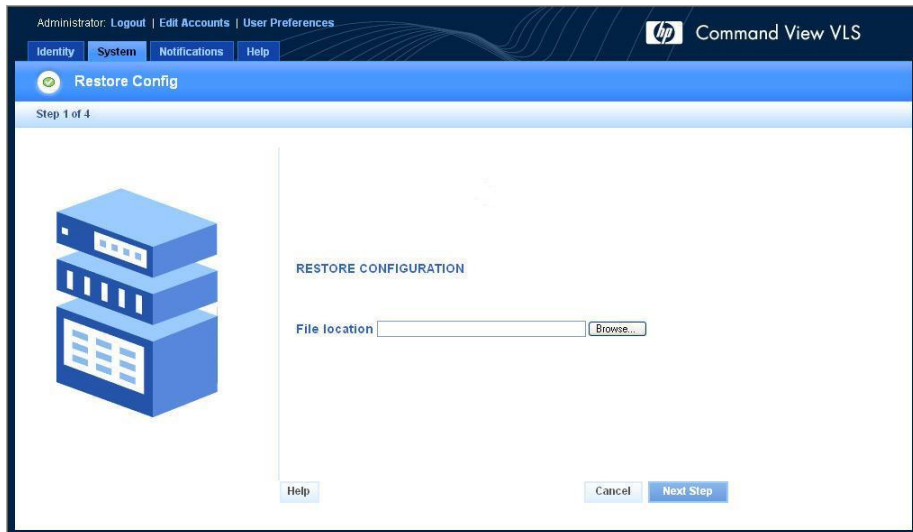 Administrator: Logout | Edit Accounts | User Preferences
hp Command View VLS
Identity System Notifications Help
Restore Config
Step 1 of 4
RESTORE CONFIGURATION
File location Browse...
Help Cancel Next Step